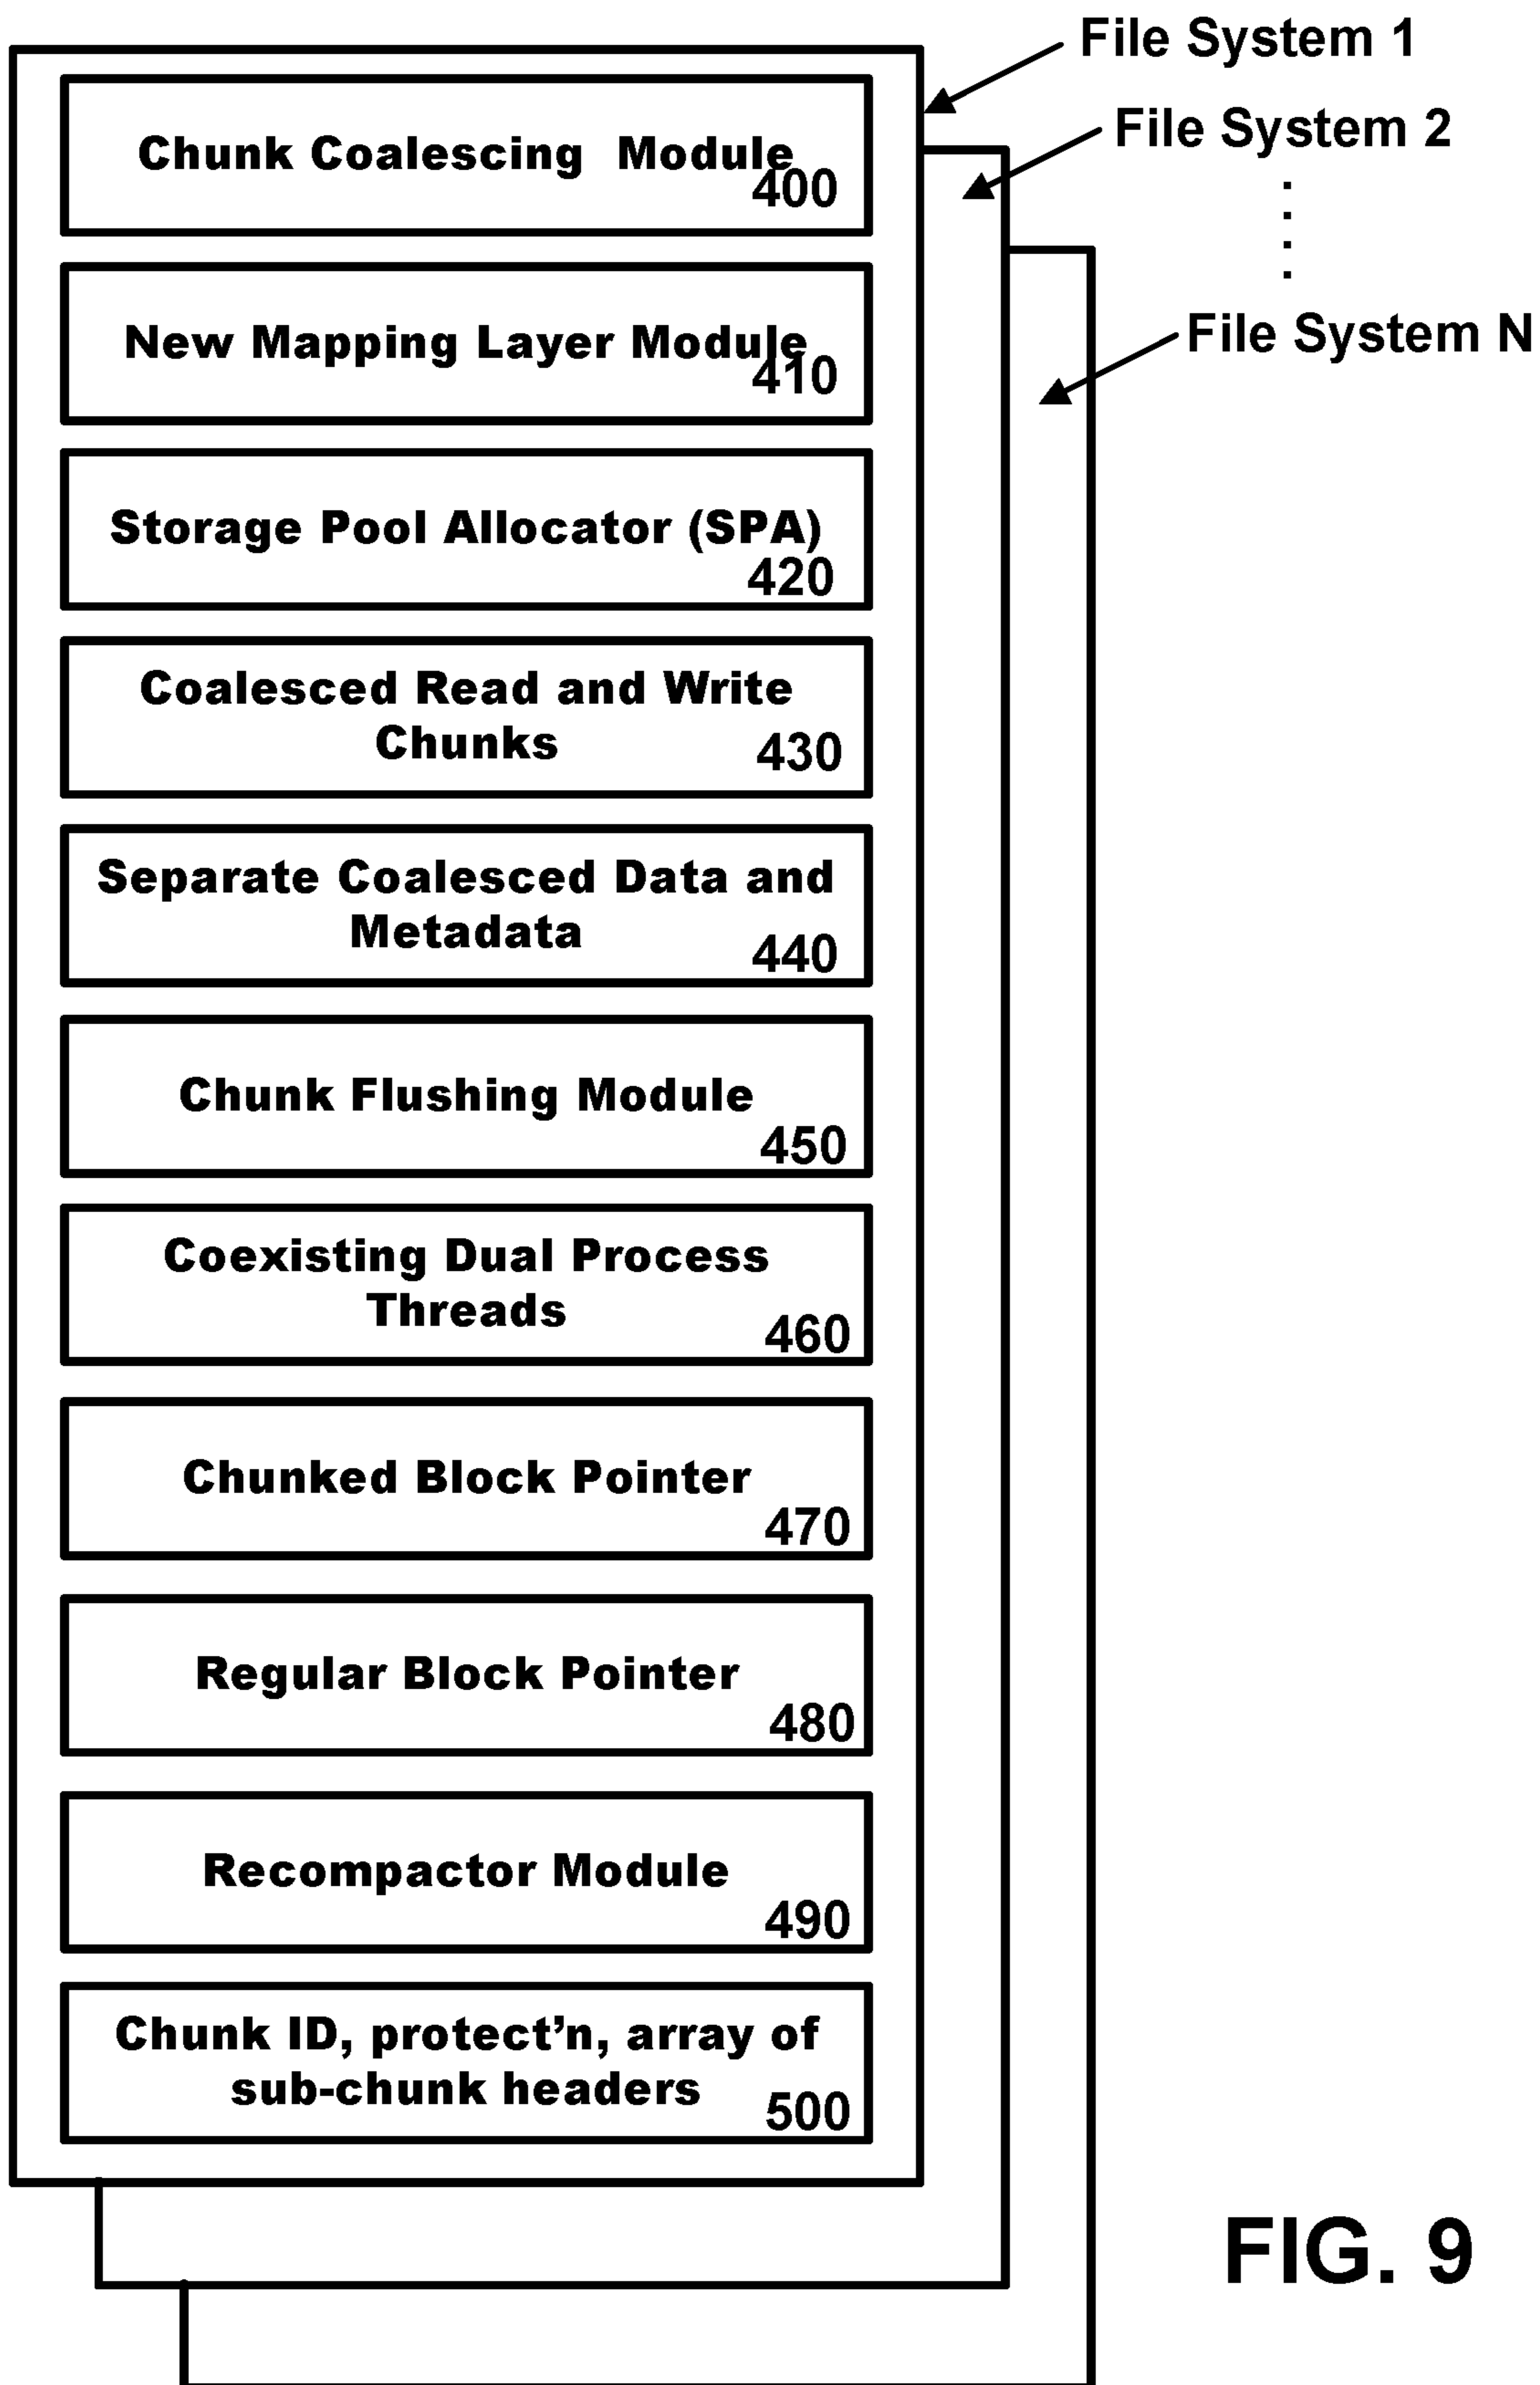 File System 1
File System 2
File System N
Chunk Coalescing Module
400
New Mapping Layer Module
410
Storage Pool Allocator (SPA)
420
Coalesced Read and Write
Chunks
430
Separate Coalesced Data and
Metadata
440
Chunk Flushing Module
450
Coexisting Dual Process
Threads
460
Chunked Block Pointer
470
Regular Block Pointer
480
Recompactor Module
490
Chunk ID, protect’n, array of
sub-chunk headers
500
FIG. 9